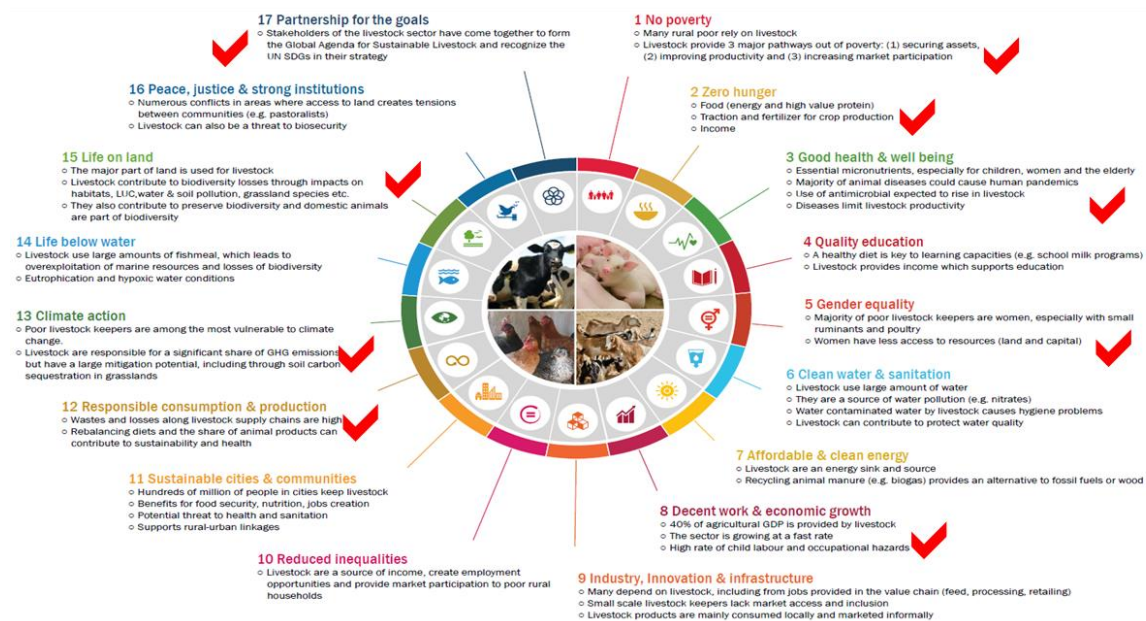 17 Partnership for the goals
○ Stakeholders of the livestock sector have come together to form
the Global Agenda for Sustainable Livestock and recognize the
UN SDGs in their strategy
1 No poverty
○ Many rural poor rely on livestock
○ Livestock provide 3 major pathways out of poverty: (1) securing assets,
(2) improving productivity and (3) increasing market participation
16 Peace, justice & strong institutions
○ Numerous conflicts in areas where access to land creates tensions
between communities (e.g. pastoralists)
○ Livestock can also be a threat to biosecurity
2 Zero hunger
○ Food (energy and high value protein)
○ Traction and fertilizer for crop production
○ Income
15 Life on land
○ The major part of land is used for livestock
○ Livestock contribute to biodiversity losses through impacts on
habitats, LUC,water & soil pollution, grassland species etc.
○ They also contribute to preserve biodiversity and domestic animals
are part of biodiversity
3 Good health & well being
○ Essential micronutrients, especially for children, women and the elderly
○ Majority of animal diseases could cause human pandemics
○ Use of antimicrobial expected to rise in livestock
○ Diseases limit livestock productivity
14 Life below water
○ Livestock use large amounts of fishmeal, which leads to
overexploitation of marine resources and losses of biodiversity
○ Eutrophication and hypoxic water conditions
4 Quality education
○ A healthy diet is key to learning capacities (e.g. school milk programs)
○ Livestock provides income which supports education
13 Climate action
○ Poor livestock keepers are among the most vulnerable to climate
change.
○ Livestock are responsible for a significant share of GHG emissions
but have a large mitigation potential, including through soil carbon
sequestration in grasslands
5 Gender equality
○ Majority of poor livestock keepers are women, especially with small
ruminants and poultry
○ Women have less access to resources (land and capital)
12 Responsible consumption & production
○ Wastes and losses along livestock supply chains are high
○ Rebalancing diets and the share of animal products can
contribute to sustainability and health
6 Clean water & sanitation
○ Livestock use large amount of water
○ They are a source of water pollution (e.g. nitrates)
○ Water contaminated water by livestock causes hygiene problems
○ Livestock can contribute to protect water quality
11 Sustainable cities & communities
○ Hundreds of million of people in cities keep livestock
○ Benefits for food security, nutrition, jobs creation
○ Potential threat to health and sanitation
○ Supports rural-urban linkages
7 Affordable & clean energy
○ Livestock are an energy sink and source
○ Recycling animal manure (e.g. biogas) provides an alternative to fossil fuels or wood
10 Reduced inequalities
○ Livestock are a source of income, create employment
opportunities and provide market participation to poor rural
households
8 Decent work & economic growth
○ 40% of agricultural GDP is provided by livestock
○ The sector is growing at a fast rate
○ High rate of child labour and occupational hazards
9 Industry, Innovation & infrastructure
○ Many depend on livestock, including from jobs provided in the value chain (feed, processing, retailing)
○ Small scale livestock keepers lack market access and inclusion
○ Livestock products are mainly consumed locally and marketed informally